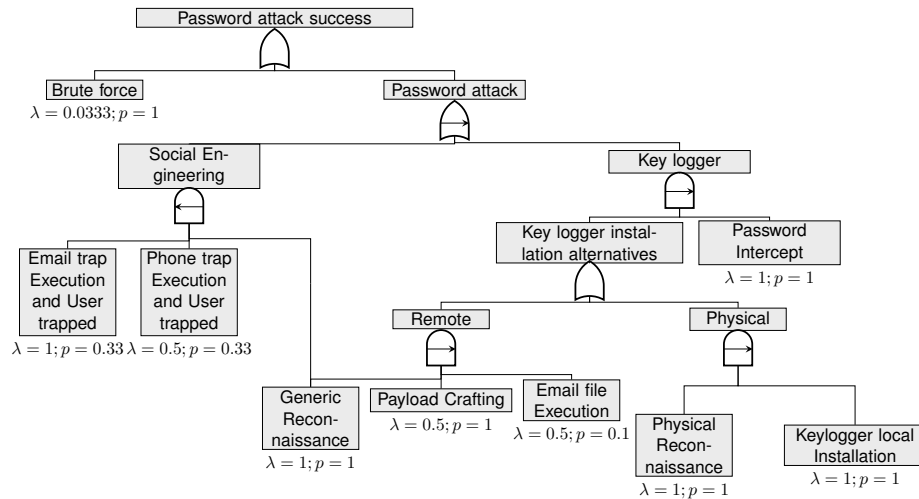 Password attack success
Brute force
λ = 0.0333; p = 1
Password attack
Social En-
gineering
Key logger
Email trap
Execution
and User
trapped
λ = 1; p = 0.33
Phone trap
Execution
and User
trapped
λ = 0.5; p = 0.33
Key logger instal-
lation alternatives
Password
Intercept
λ = 1; p = 1
Remote
Physical
Generic
Recon-
naissance
λ = 1; p = 1
Payload Crafting
λ = 0.5; p = 1
Email file
Execution
λ = 0.5; p = 0.1
Physical
Recon-
naissance
λ = 1; p = 1
Keylogger local
Installation
λ = 1; p = 1